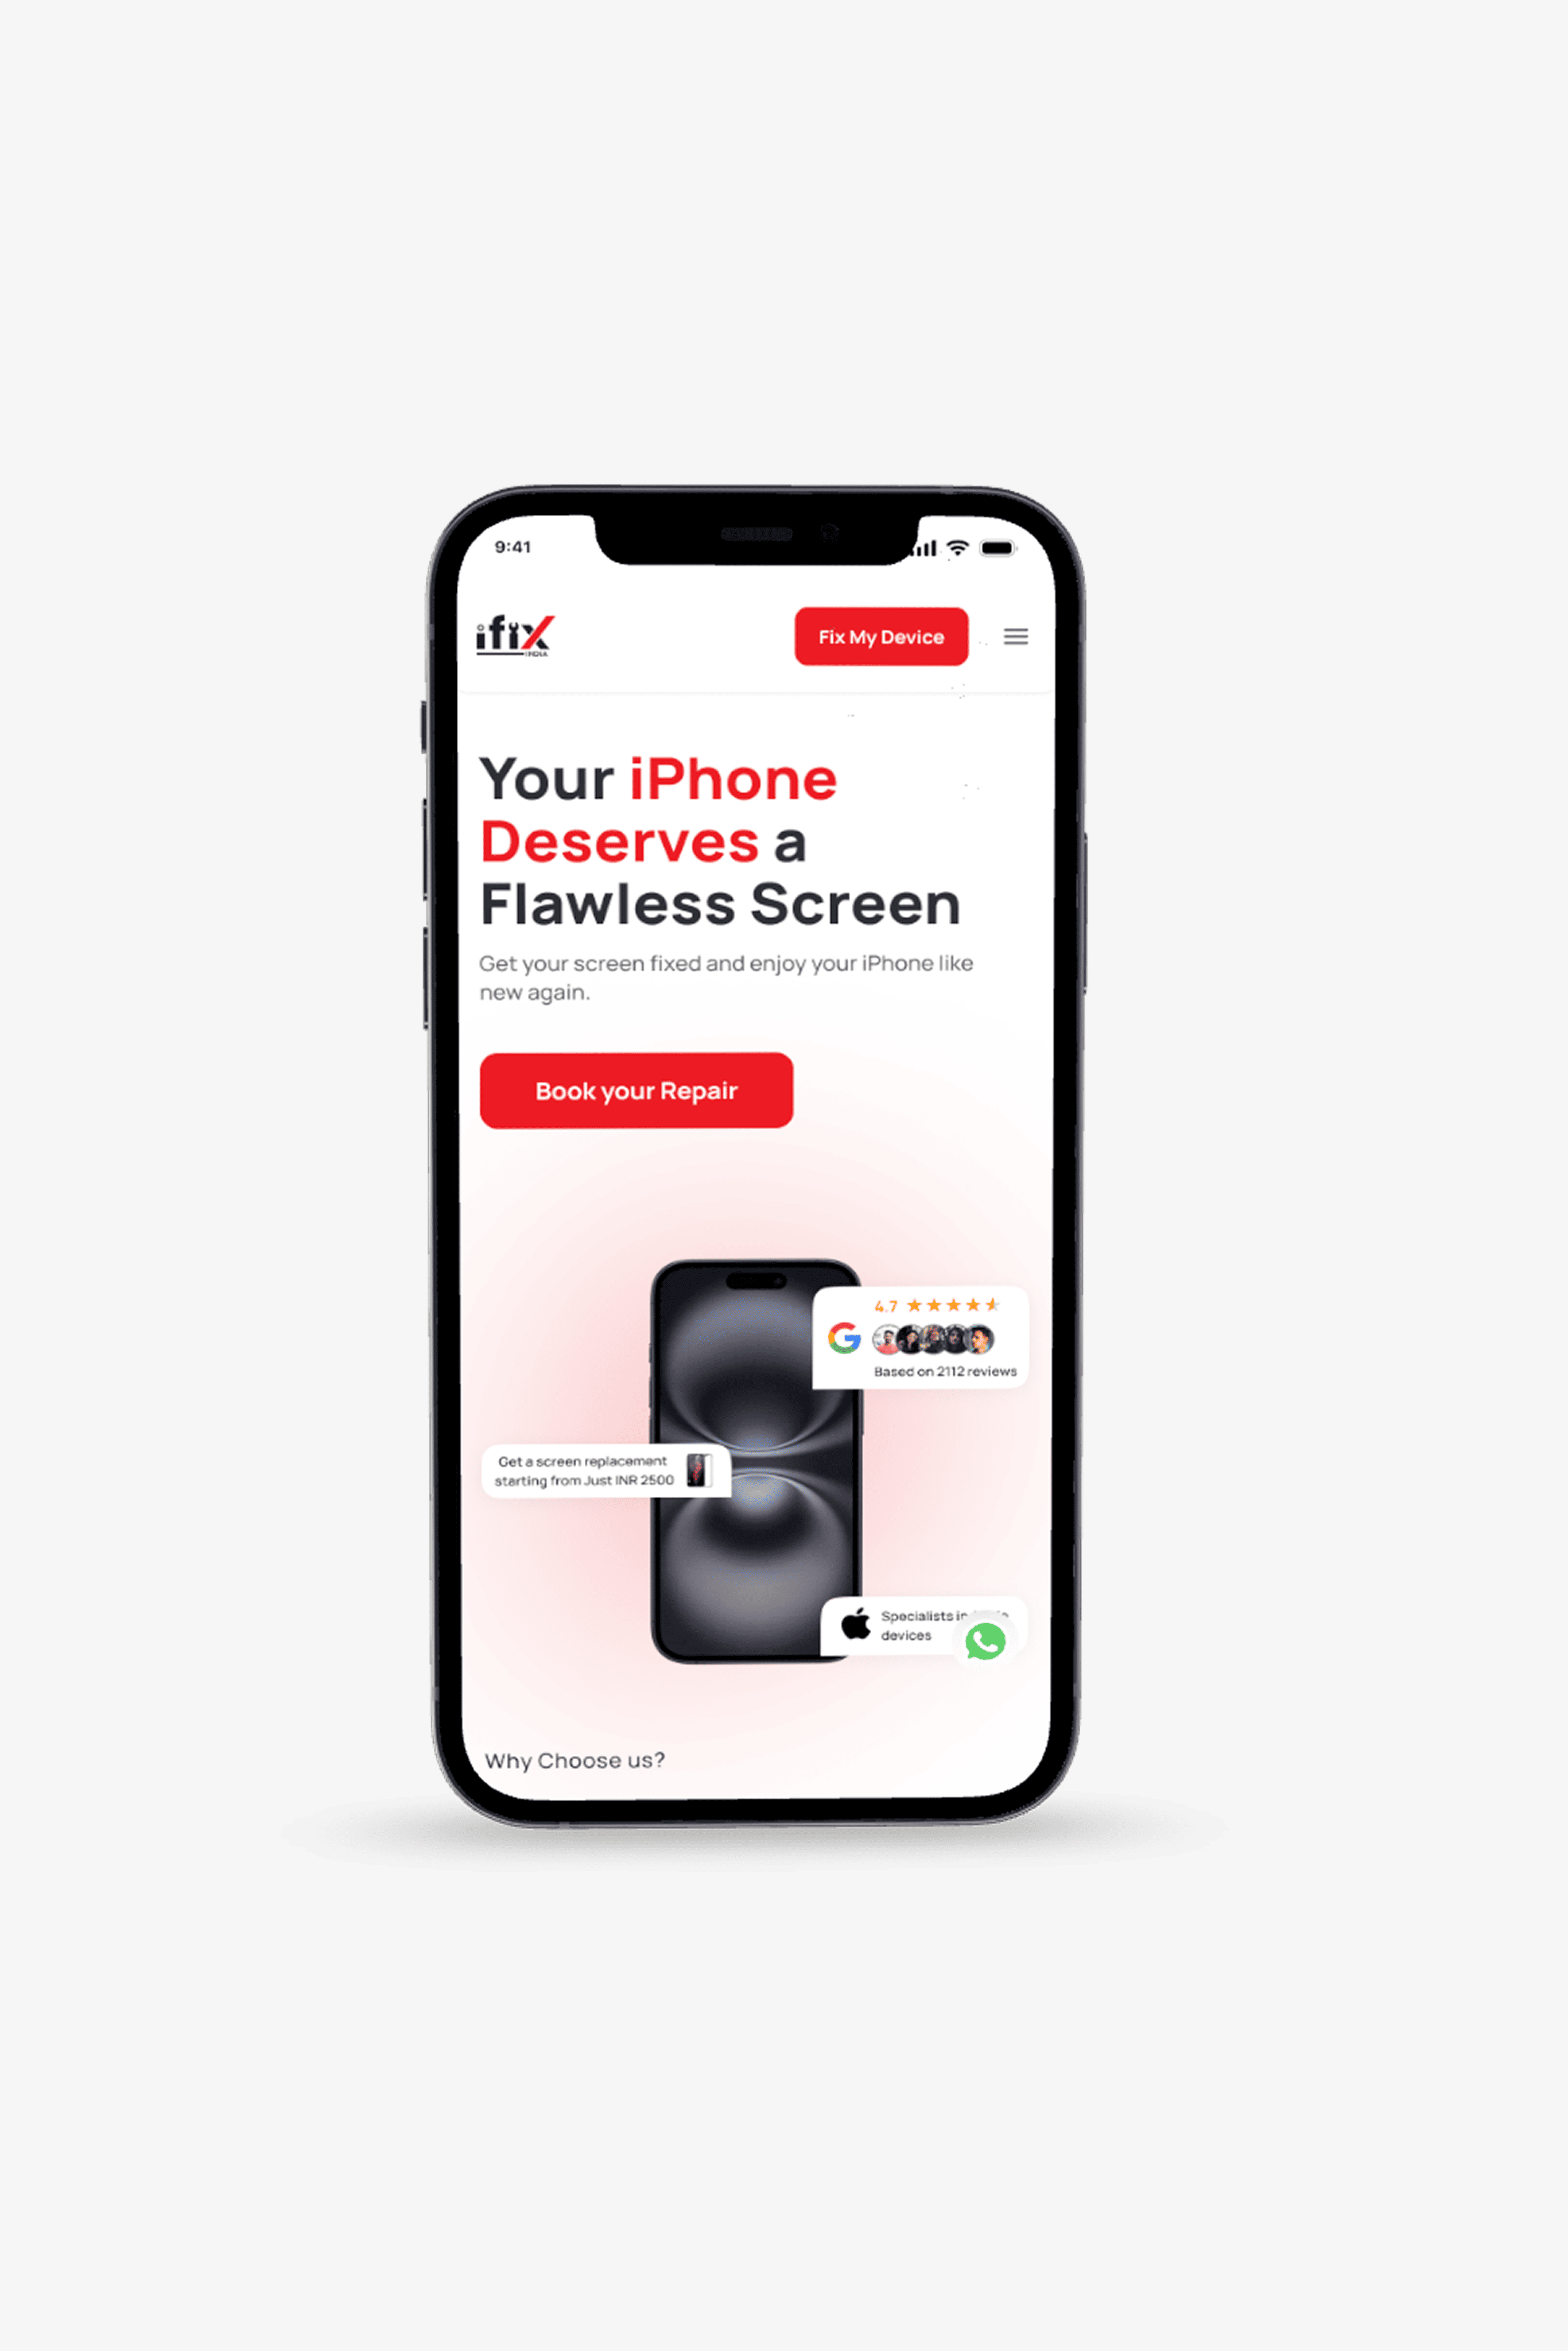 9:41
ifix
INDIA
Fix My Device
Your iPhone
Deserves a
Flawless Screen
Get your screen fixed and enjoy your iPhone like
new again.
Book your Repair
4.7
Based on 2112 reviews
Get a screen replacement
starting from Just INR 2500
Specialists in
devices
Why Choose us?